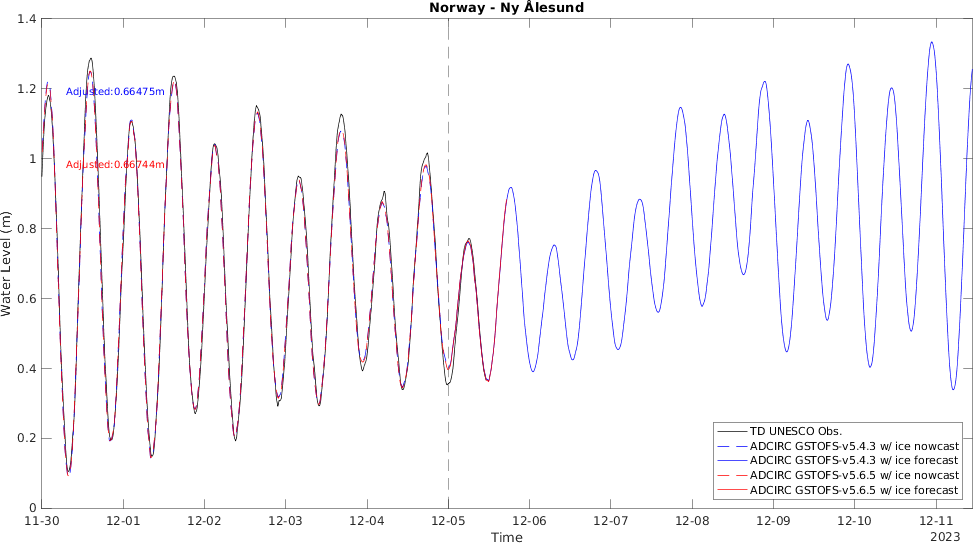 Norway - Ny Ålesund
Water Level (m)
1.4
1.2
1
0.8
0.6
0.4
0.2
0
Adjusted:0.66475m
Adjusted:0.66744m
TD UNESCO Obs.
ADCIRC GSTOFS-v5.4.3 w/ ice nowcast
ADCIRC GSTOFS-v5.4.3 w/ ice forecast
ADCIRC GSTOFS-v5.6.5 w/ ice nowcast
ADCIRC GSTOFS-v5.6.5 w/ ice forecast
11-30 12-01 12-02 12-03 12-04 12-05 12-06 12-07 12-08 12-09 12-10 12-11
Time
2023